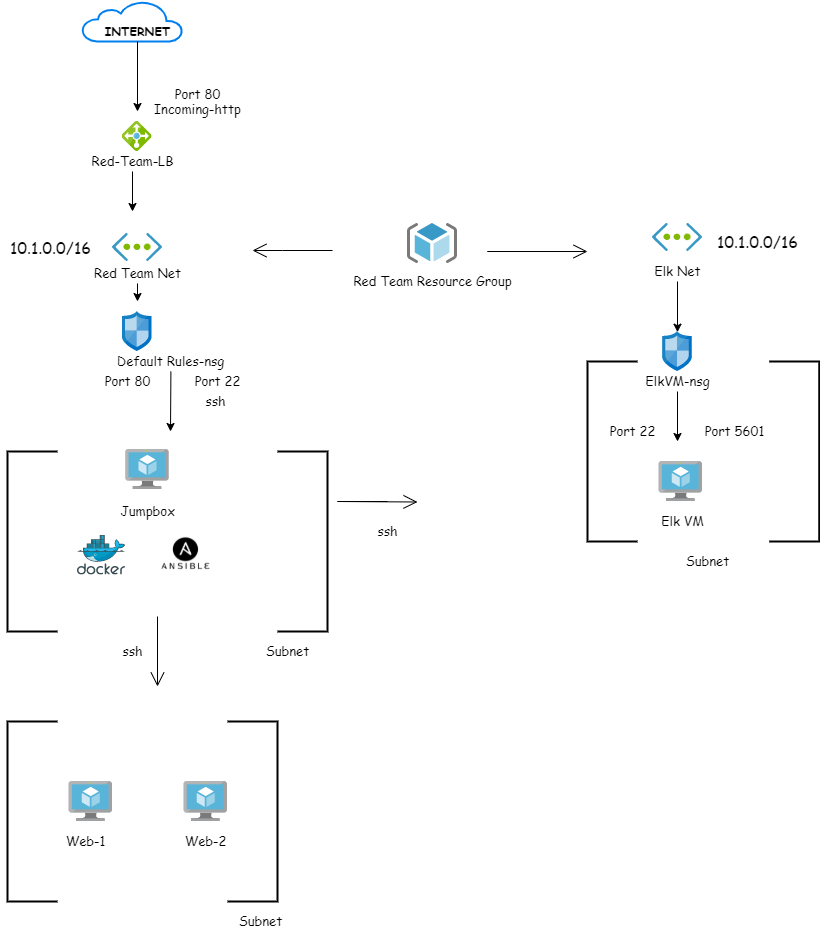 INTERNET
Port 80
Incoming-http
Red-Team-LB
10.1.0.0/16
Red Team Net
Red Team Resource Group
10.1.0.0/16
Elk Net
Default Rules-nsg
Port 80
Port 22
ssh
ElkVM-nsg
Port 22
Port 5601
Elk VM
Subnet
Jumpbox
docker
A
ANSIBLE
ssh
ssh
Subnet
Web-1
Web-2
Subnet